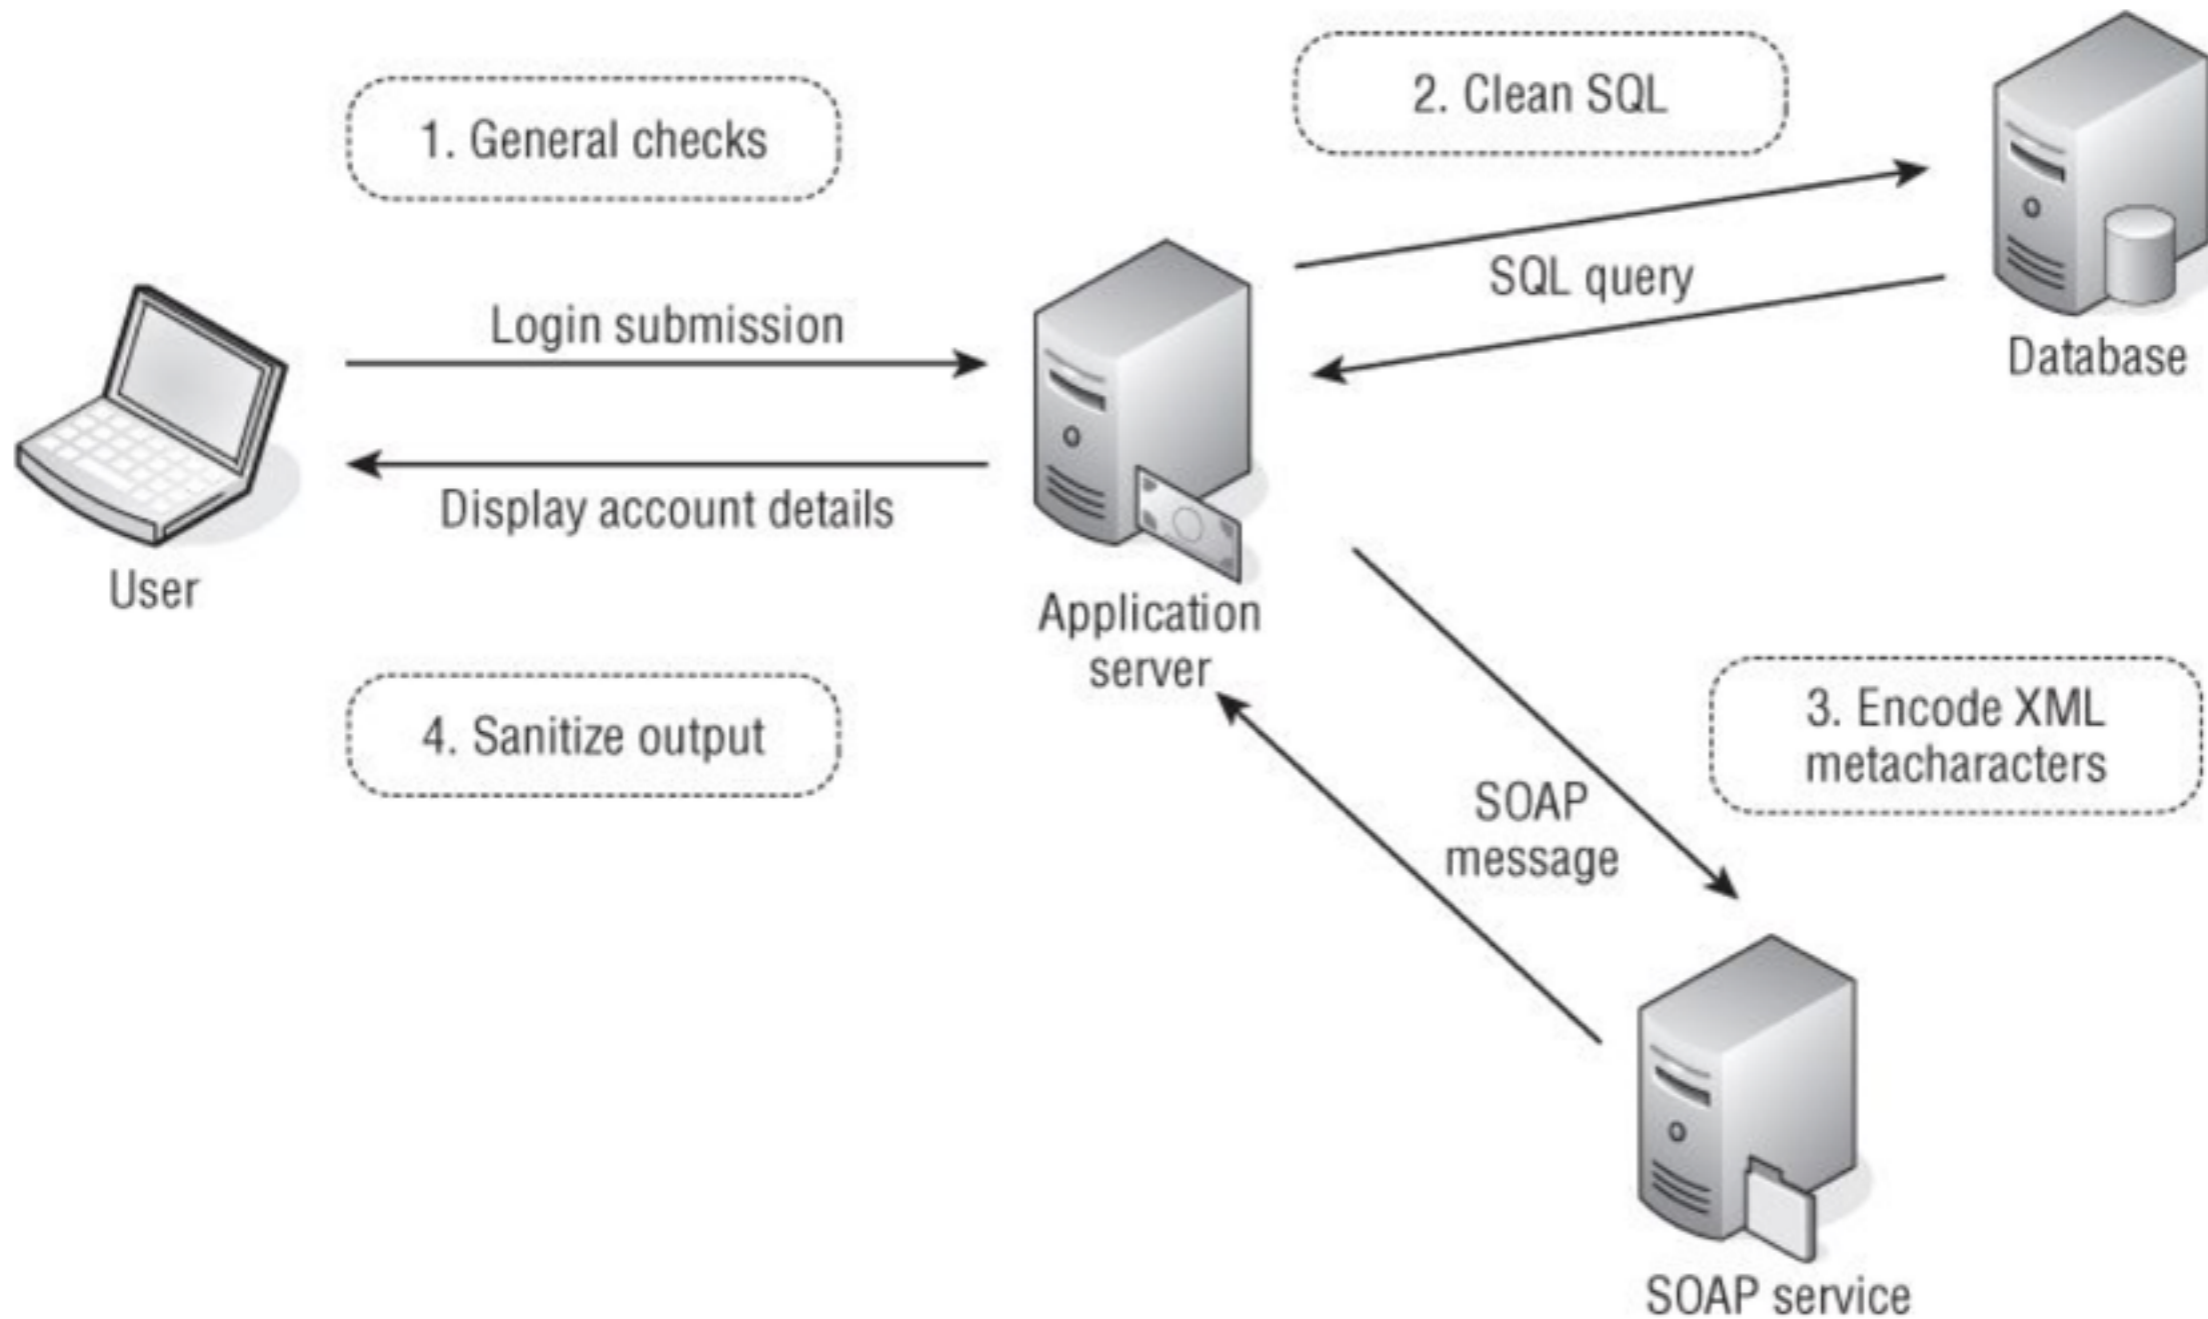 1. General checks
2. Clean SQL
SQL query
Database
Login submission
Display account details
User
Application
server
4. Sanitize output
3. Encode XML
metacharacters
SOAP
message
SOAP service